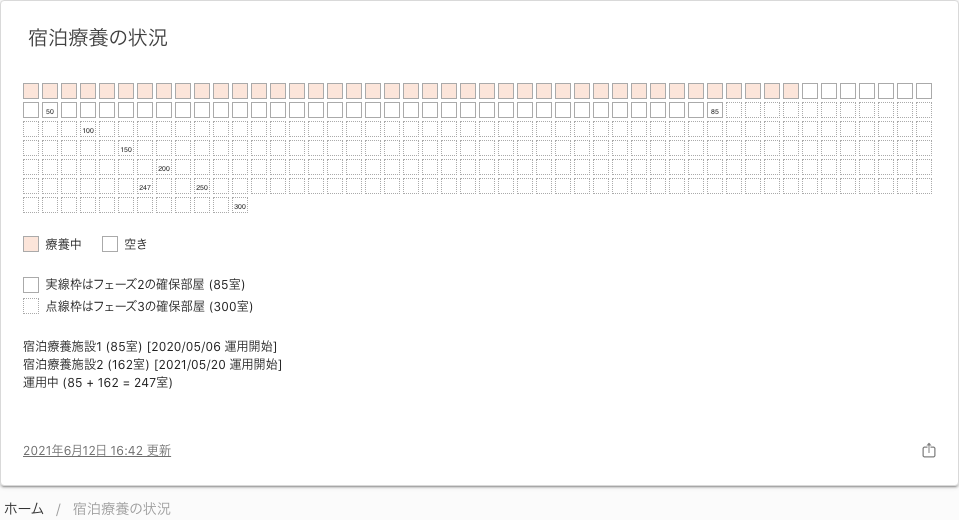 宿泊療養の状況
50
85
100
150
200
247 250
300
療養中 空き
実線枠はフェーズ2の確保部屋 (85室)
点線枠はフェーズ3の確保部屋 (300室)
宿泊療養施設1 (85室) [2020/05/06 運用開始]
宿泊療養施設2 (162室) [2021/05/20 運用開始]
運用中 (85 + 162 = 247室)
2021年6月12日 16:42 更新
ホーム / 宿泊療養の状況